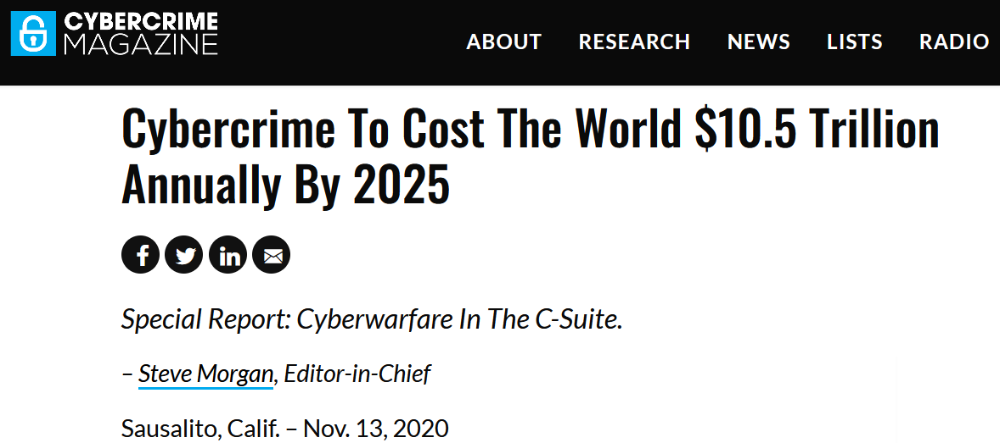 CYBERCRIME
MAGAZINE
ABOUT RESEARCH NEWS LISTS RADIO
Cybercrime To Cost The World $10.5 Trillion
Annually By 2025
Special Report: Cyberwarfare In The C-Suite.
– Steve Morgan, Editor-in-Chief
Sausalito, Calif. – Nov. 13, 2020